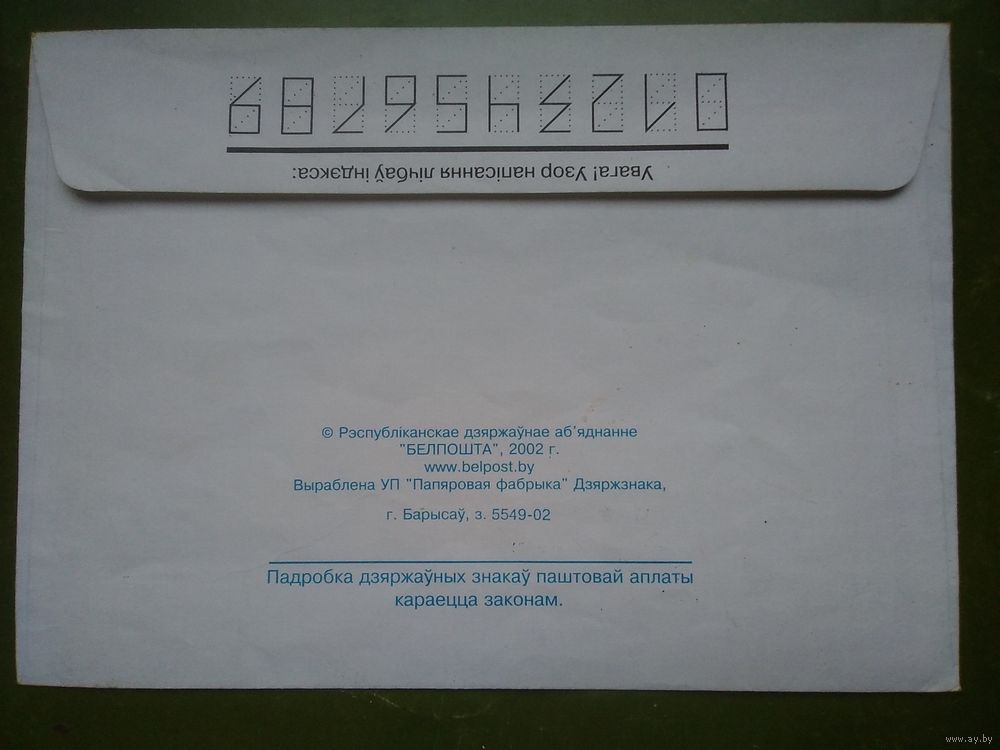 Увага! Узор напісання лічбаў індэкса:
0123456789
© Рэспубліканскае дзяржаўнае аб'яднанне
"БЕЛПОШТА", 2002 г.
www.belpost.by
Выраблена УП "Папяровая фабрыка" Дзяржзнака,
г. Барысаў, з. 5549-02
Падробка дзяржаўных знакаў паштовай аплаты
караецца законам.
www.ay.by